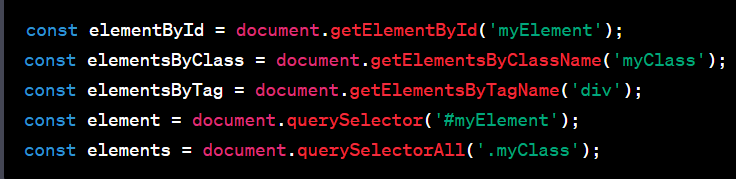 const elementById = document.getElementById('myElement');
const elementsByClass = document.getElementsByClassName('myClass');
const elementsByTag = document.getElementsByTagName('div');
const element = document.querySelector('#myElement');
const elements = document.querySelectorAll('.myClass');